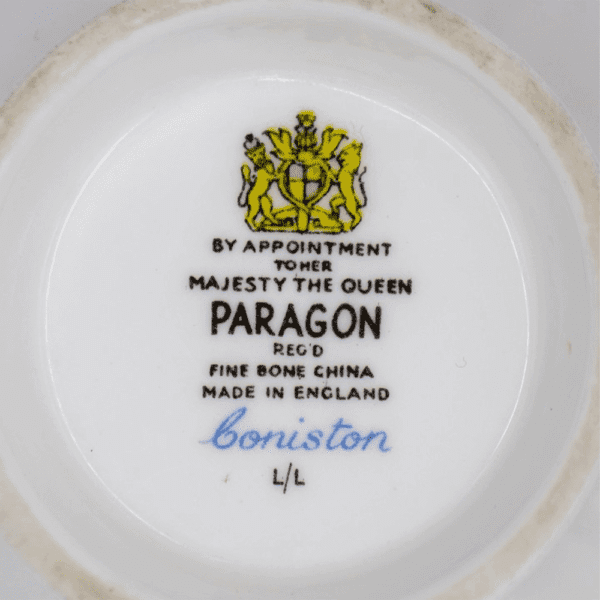 BY APPOINTMENT
TO HER
MAJESTY THE QUEEN
PARAGON
REG'D
FINE BONE CHINA
MADE IN ENGLAND
Coniston
L/L